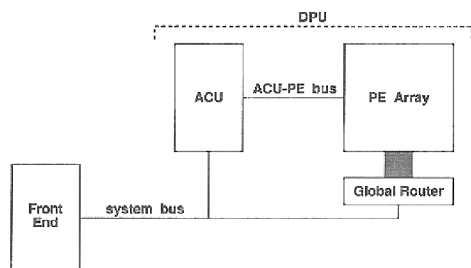 DPU
ACU
ACU-PE bus
PE Array
Global Router
Front
End
system bus